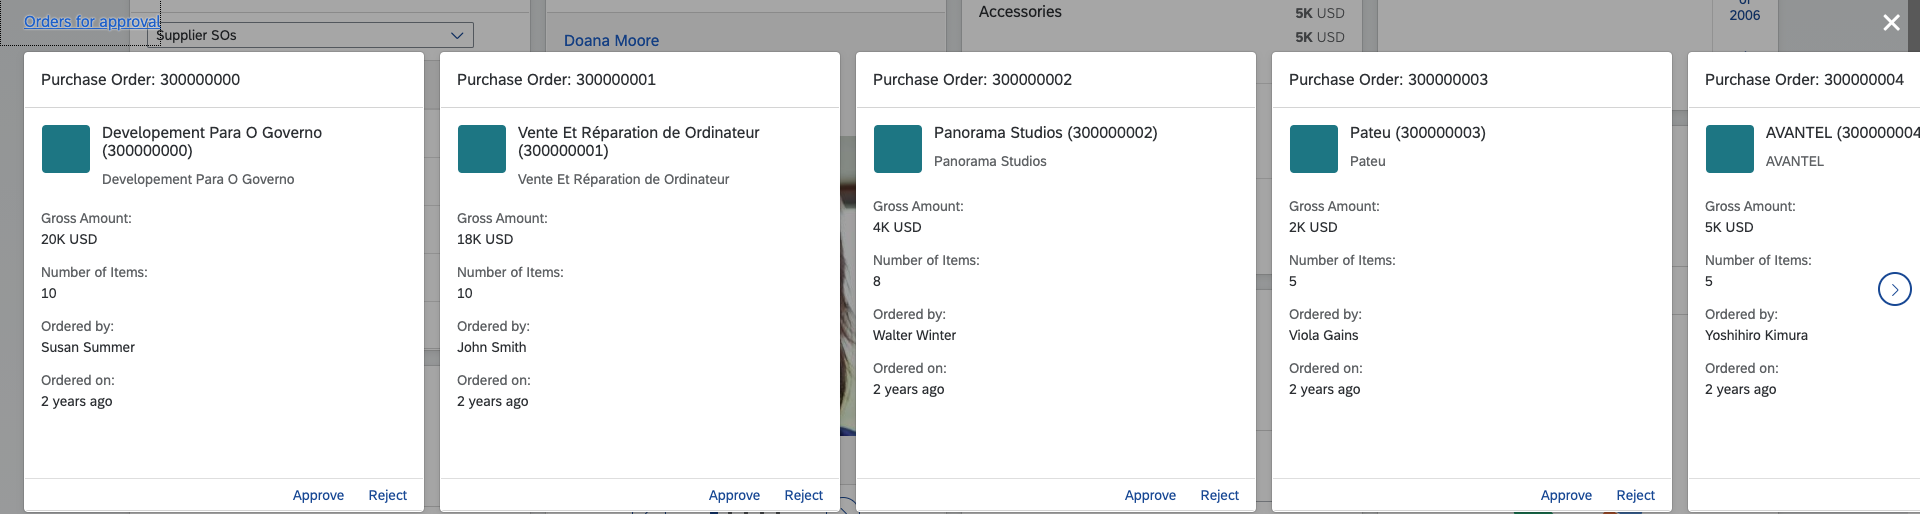 Orders for approval
Supplier SOs
Doana Moore
Accessories
5K USD
5K USD
2006
Purchase Order: 300000000
Developement Para O Governo
(300000000)
Developement Para O Governo
Gross Amount:
20K USD
Number of Items:
10
Ordered by:
Susan Summer
Ordered on:
2 years ago
Approve Reject
Purchase Order: 300000001
Vente Et Réparation de Ordinateur
(300000001)
Vente Et Réparation de Ordinateur
Gross Amount:
18K USD
Number of Items:
10
Ordered by:
John Smith
Ordered on:
2 years ago
Approve Reject
Purchase Order: 300000002
Panorama Studios (300000002)
Panorama Studios
Gross Amount:
4K USD
Number of Items:
8
Ordered by:
Walter Winter
Ordered on:
2 years ago
Approve Reject
Purchase Order: 300000003
Pateu (300000003)
Pateu
Gross Amount:
2K USD
Number of Items:
5
Ordered by:
Viola Gains
Ordered on:
2 years ago
Approve Reject
Purchase Order: 300000004
AVANTEL (300000004
AVANTEL
Gross Amount:
5K USD
Number of Items:
5
Ordered by:
Yoshihiro Kimura
Ordered on:
2 years ago